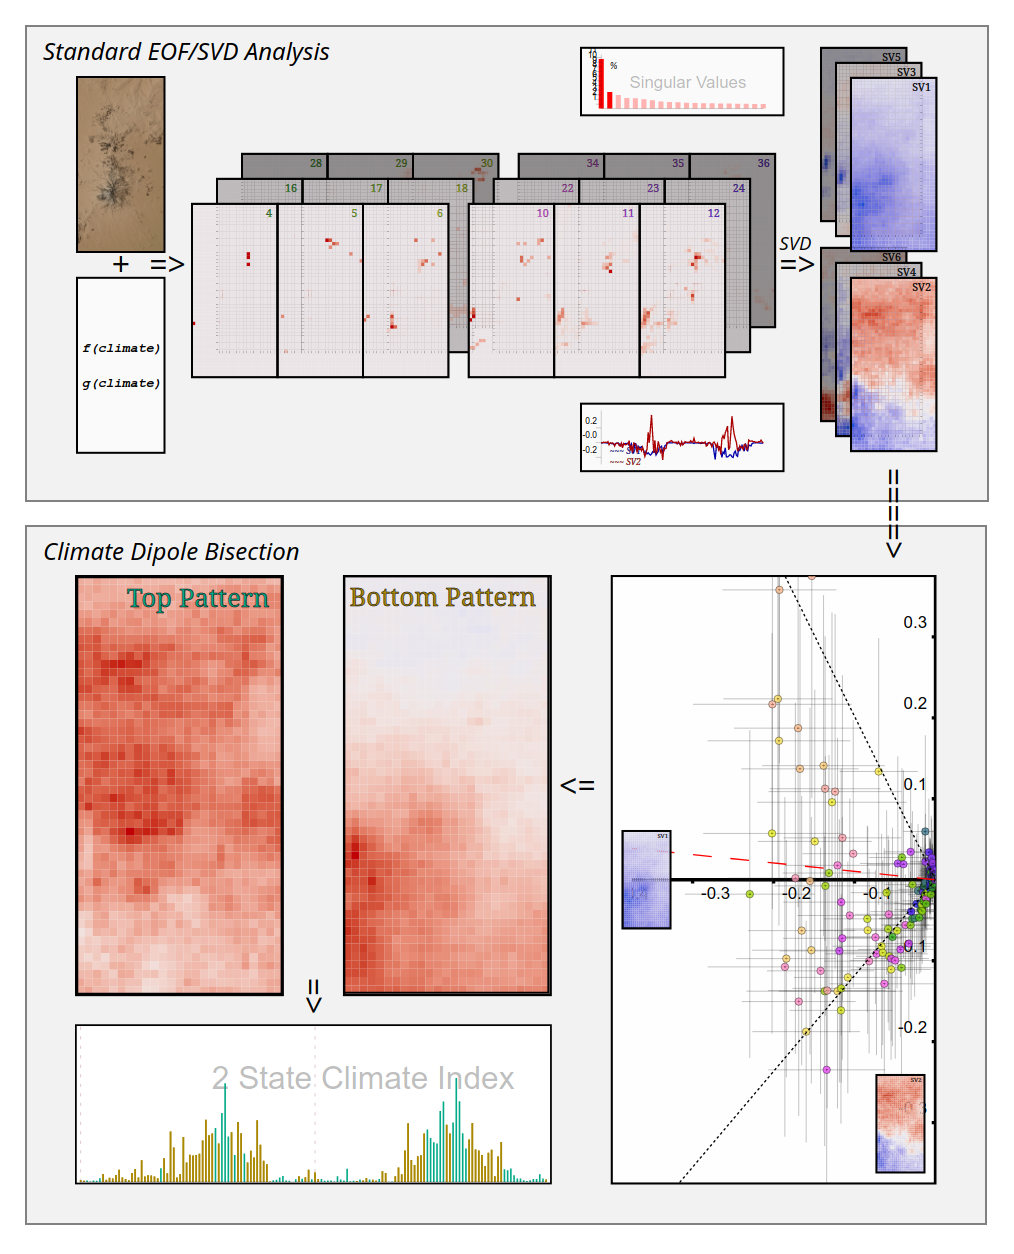 Standard EOF/SVD Analysis
%
Singular Values
SV5
SV3
SV1
28 29 30 34 35 36
16 17 18 22 23 24
4 5 6 10 11 12
+ =>
SVD
=>
SV6
SV4
SV2
f(climate)
g(climate)
0.2
-0.0
-0.2
~~~ SV2
==== >
Climate Dipole Bisection
Top Pattern
Bottom Pattern
0.3
0.2
0.1
<=
SV1
-0.3 -0.2 -0.1
-0.2
SV2
=>
2 State Climate Index